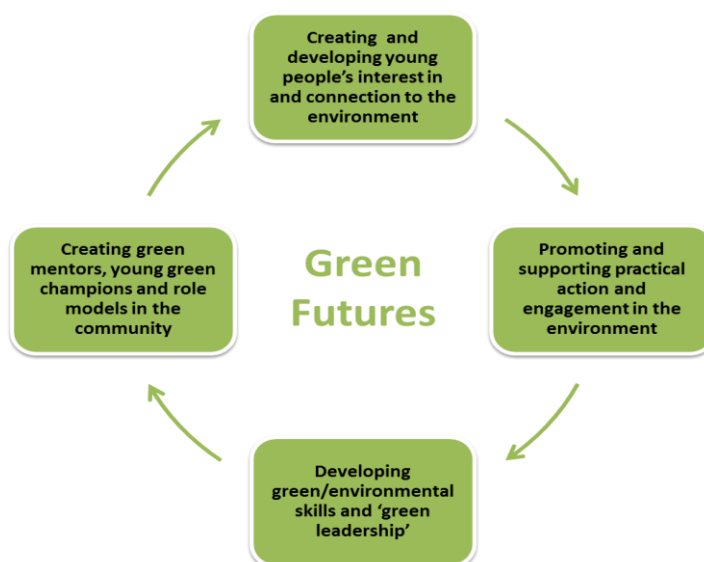 Creating and
developing young
people's interest in
and connection to the
environment
Promoting and
supporting practical
action and
engagement in the
environment
Developing
green/environmental
skills and ‘green
leadership’
Creating green
mentors, young green
champions and role
models in the
community
Green
Futures